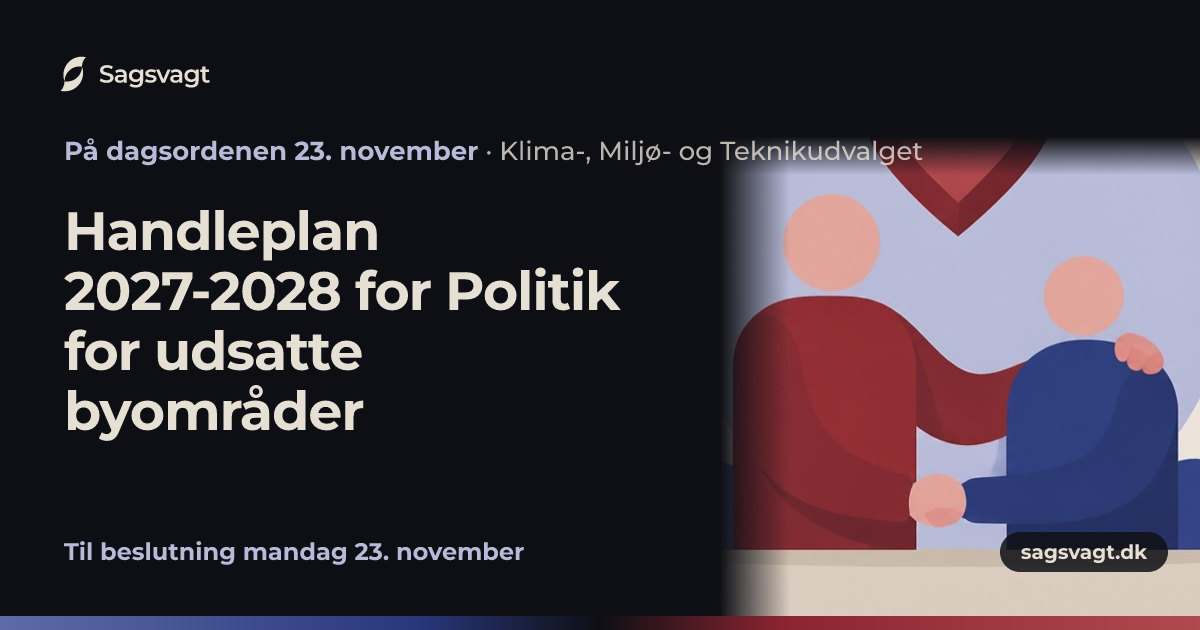 Sagsvagt
På dagsordenen 23. november · Klima-, Miljø- og Teknikudvalget
Handleplan
2027-2028 for Politik
for udsatte
byområder
Til beslutning mandag 23. november
sagsvagt.dk